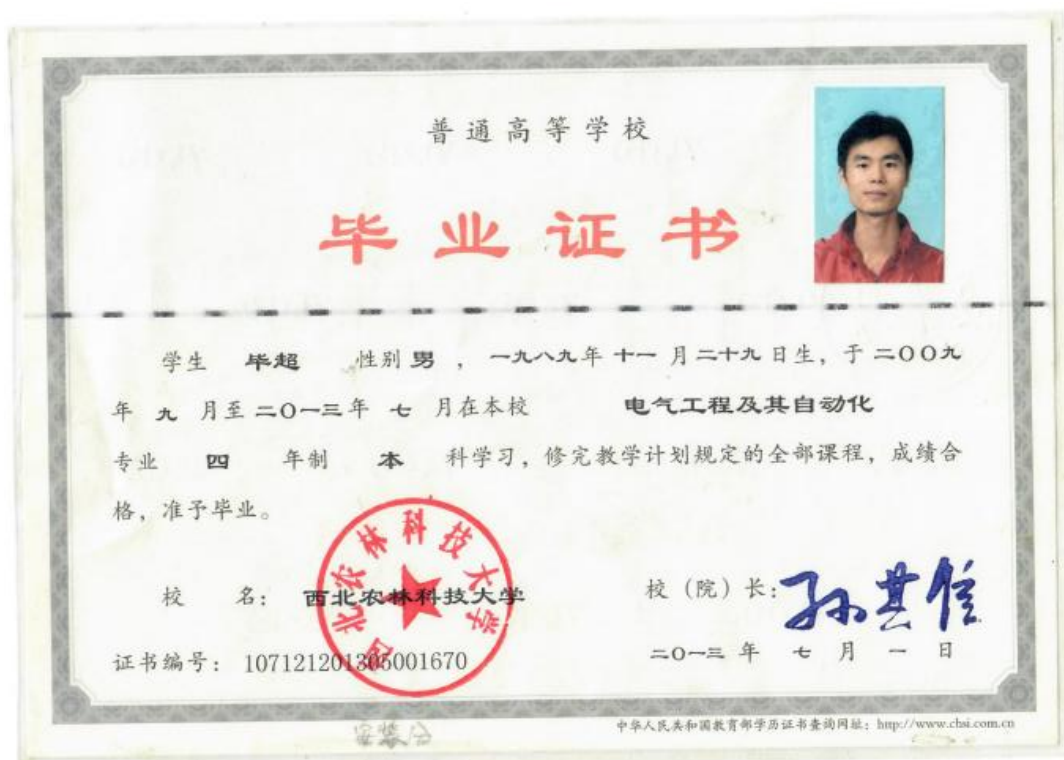 普通高等学校
毕业证书
学生 毕超 性别 男 , 一九八九年 十一 月 二十九 日生, 于 二〇〇九
年 九 月至 二〇一三年 七 月在本校 电气工程及其自动化
专业 四 年制 本 科学习, 修完教学计划规定的全部课程, 成绩合
格, 准予毕业。
西北农林科技大学
校 名: 西北农林科技大学 校 (院) 长: 孙其信
证书编号: 107121201305001670 二〇一三 年 七 月 一 日
中华人民共和国教育部学历证书查询网址: http://www.chsi.com.cn